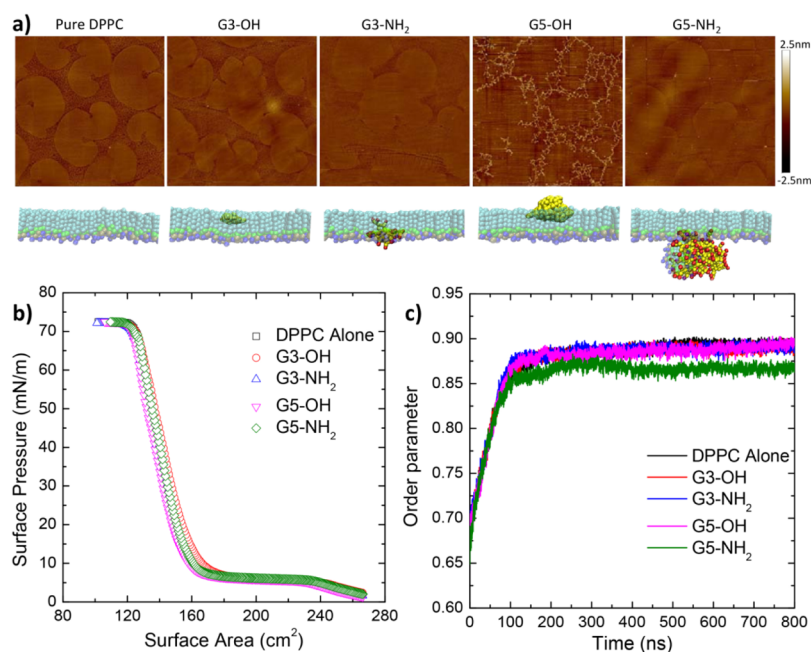 a)
Pure DPPC G3-OH G3-NH₂ G5-OH G5-NH₂
2.5nm
-2.5nm
b)
80
70
60
50
40
30
20
10
0
Surface Pressure (mN/m)
DPPC Alone
G3-OH
G3-NH₂
G5-OH
G5-NH₂
80 120 160 200 240 280
Surface Area (cm²)
c)
0.95
0.90
0.85
0.80
0.75
0.70
0.65
0.60
Order parameter
DPPC Alone
G3-OH
G3-NH₂
G5-OH
G5-NH₂
0 100 200 300 400 500 600 700 800
Time (ns)